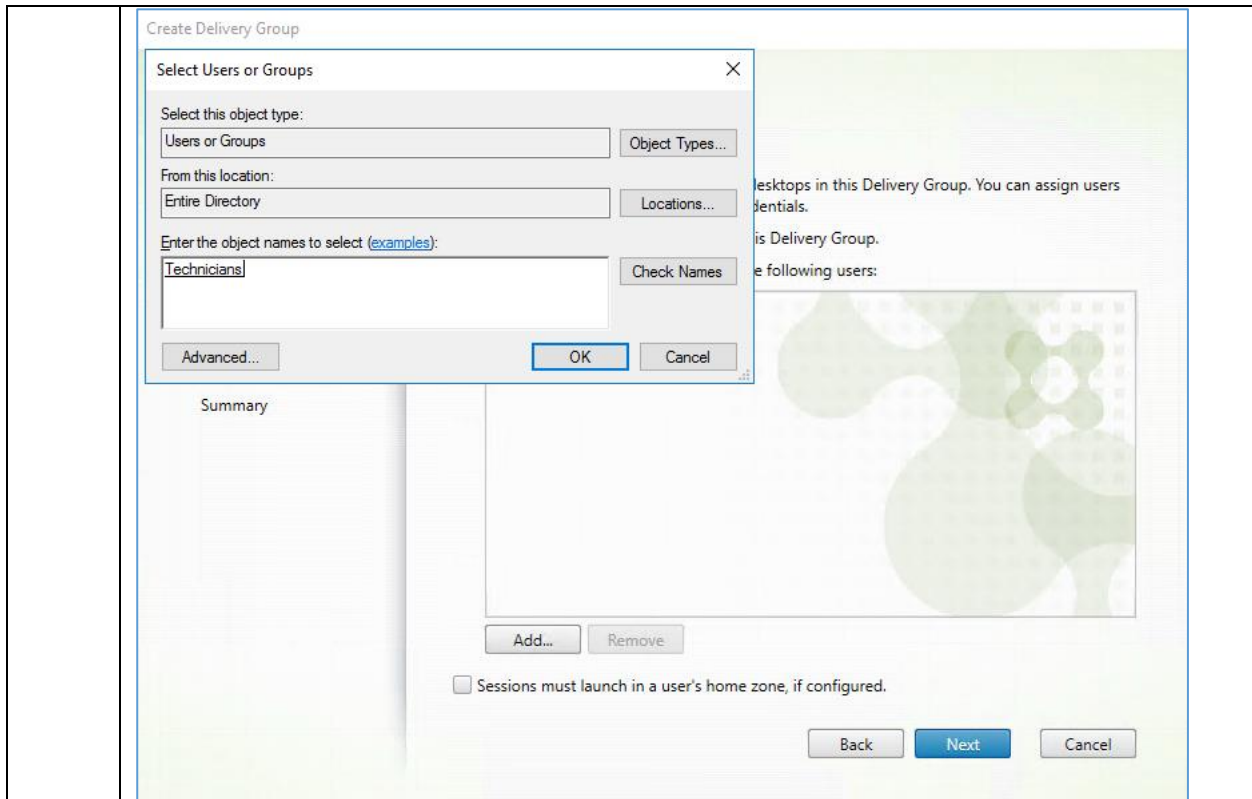 Create Delivery Group
Select Users or Groups
Select this object type:
Users or Groups
Object Types...
From this location:
Entire Directory
Locations...
Enter the object names to select (examples):
Technicians
Check Names
Advanced...
OK
Cancel
desktops in this Delivery Group. You can assign users
is Delivery Group.
following users:
Summary
Add...
Remove
Sessions must launch in a user's home zone, if configured.
Back
Next
Cancel